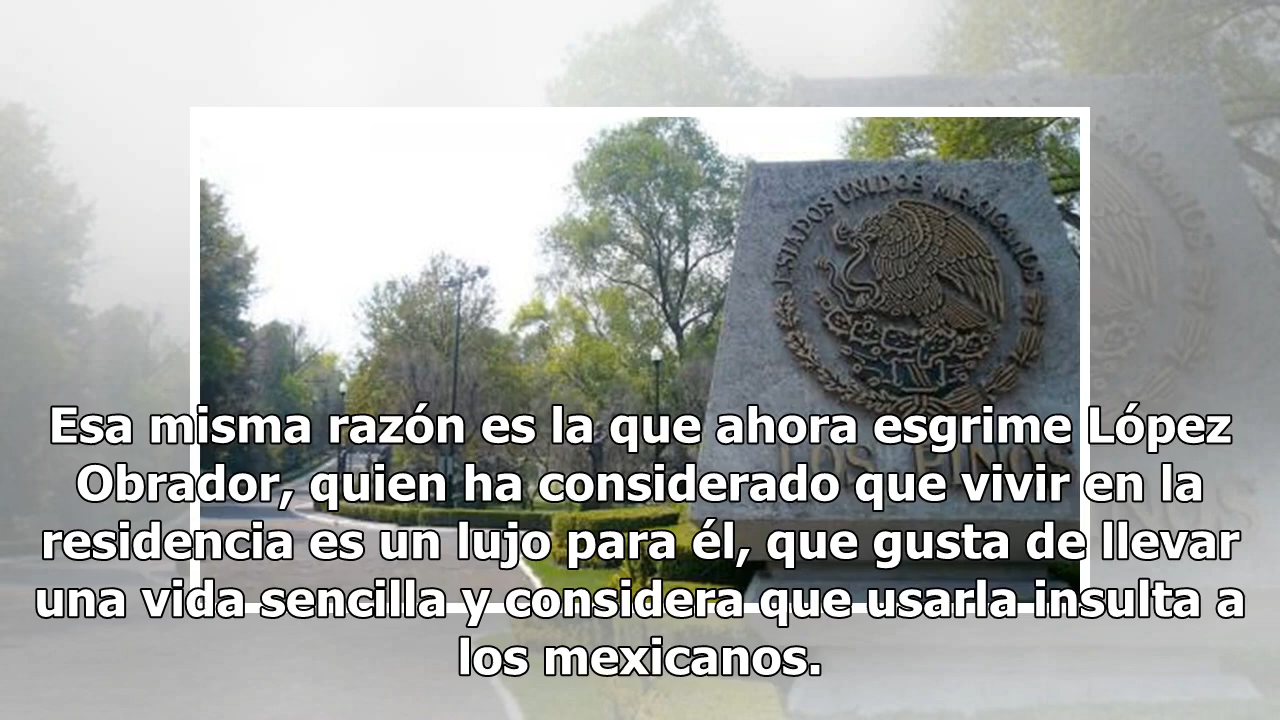 ESTADOS UNIDOS MEXICANOS
LOS PINOS
Esa misma razón es la que ahora esgrime López
Obrador, quien ha considerado que vivir en la
residencia es un lujo para él, que gusta de llevar
una vida sencilla y considera que usarla insulta a
los mexicanos.